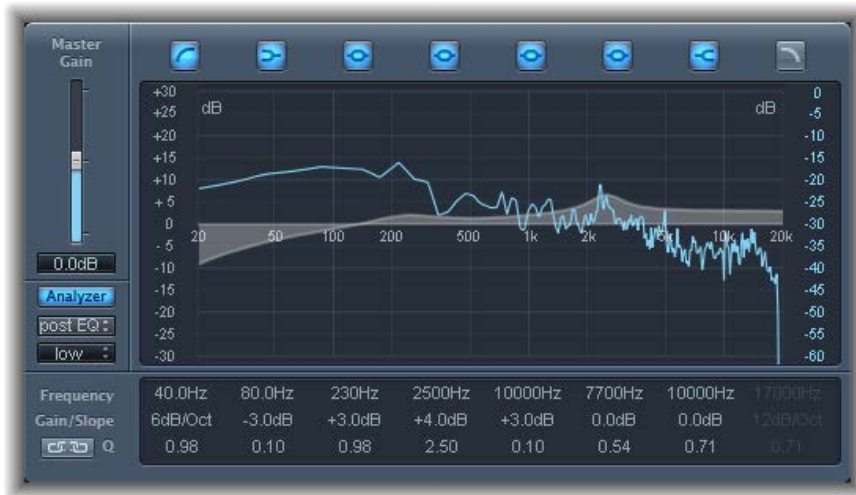 Master
Gain
+30 dB dB 0
+25 -5
+20 -10
+15 -15
+10 -20
+ 5 -25
0 -30
20 50 100 200 500 1k 2k 5k 10k 20k
- 5 -35
-10 -40
-15 -45
-20 -50
-25 -55
-30 -60
0.0dB
Analyzer
post EQ
low
Frequency 40.0Hz 80.0Hz 230Hz 2500Hz 10000Hz 7700Hz 10000Hz 17000Hz
Gain/Slope 6dB/Oct -3.0dB +3.0dB +4.0dB +3.0dB 0.0dB 0.0dB 12dB/Oct
Q 0.98 0.10 0.98 2.50 0.10 0.54 0.71 0.71